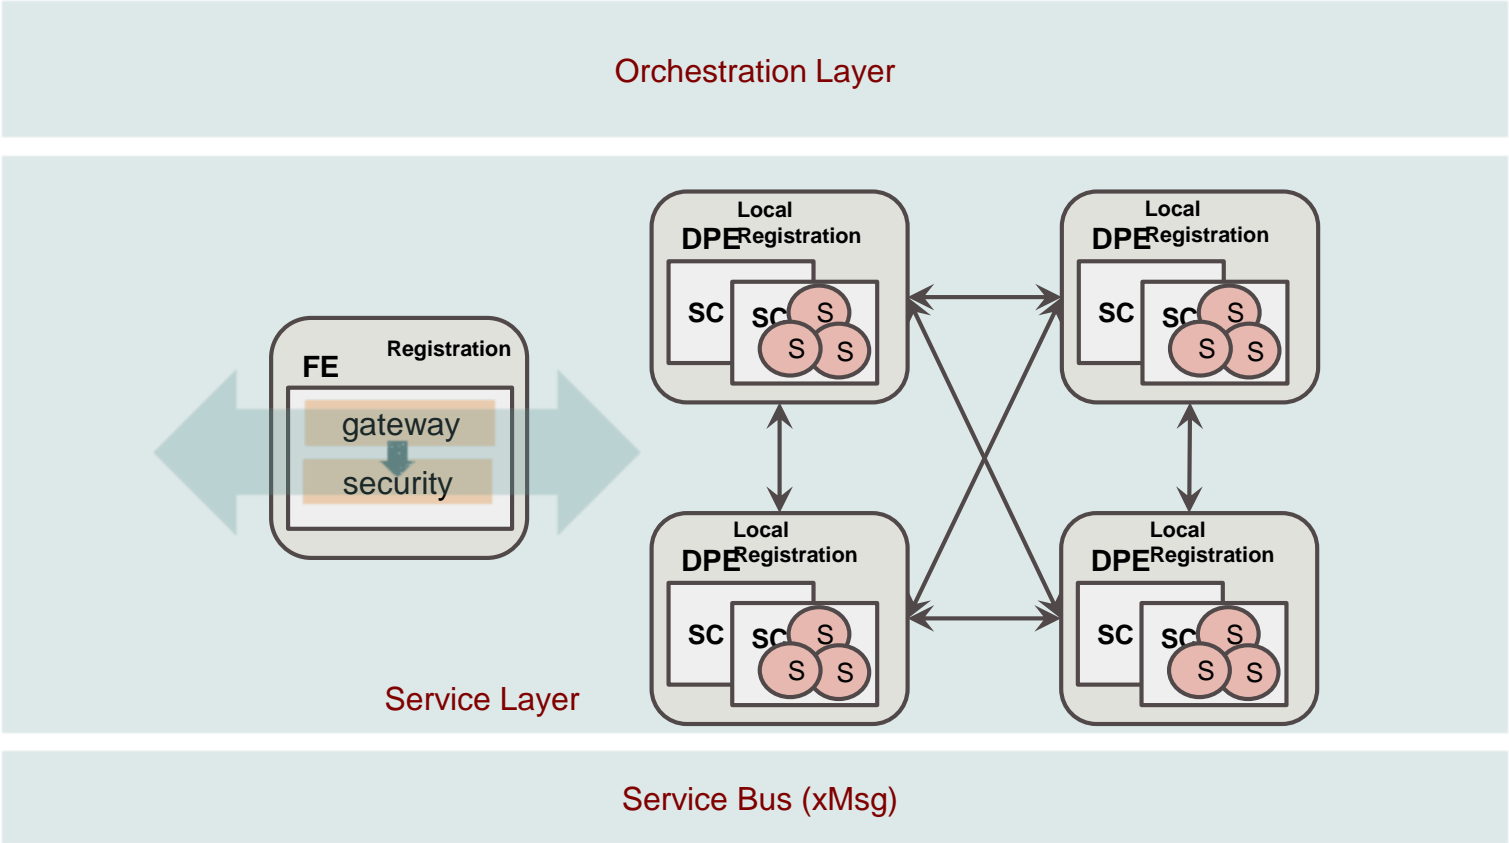 Orchestration Layer
Local
DPE Registration
SC
SC
S
S
S
Local
DPE Registration
SC
SC
S
S
S
FE
Registration
gateway
security
Local
DPE Registration
SC
SC
S
S
S
Local
DPE Registration
SC
SC
S
S
S
Service Layer
Service Bus (xMsg)